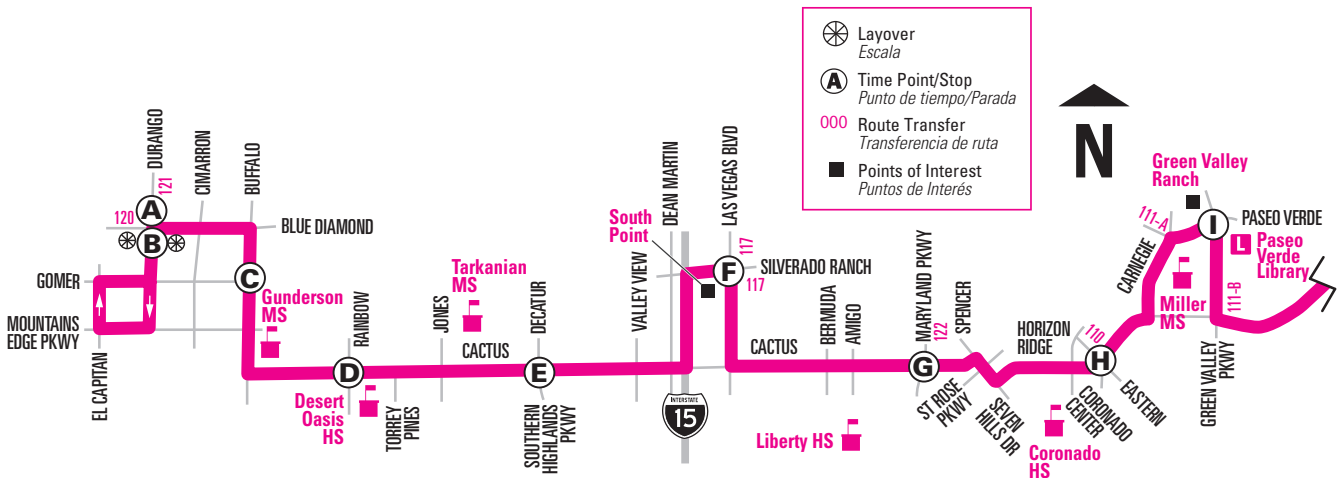 Layover
Escala
A
Time Point/Stop
Punto de tiempo/Parada
000
Route Transfer
Transferencia de ruta
Points of Interest
Puntos de Interés
N
DURANGO
121
120
CIMARRON
BUFFALO
BLUE DIAMOND
A
B
C
GOMER
MOUNTAINS
EDGE PKWY
EL CAPITAN
Gunderson
MS
RAINBOW
D
Desert
Oasis
HS
TORREY
PINES
JONES
Tarkanian
MS
CACTUS
DECATUR
E
SOUTHERN
HIGHLANDS
PKWY
VALLEY VIEW
South
Point
DEAN MARTIN
INTERSTATE
15
LAS VEGAS BLVD
117
F
117
SILVERADO RANCH
CACTUS
BERMUDA
AMIGO
Liberty HS
MARYLAND PKWY
122
G
SPENCER
ST ROSE
PKWY
SEVEN
HILLS DR
HORIZON
RIDGE
110
H
CORONADO
CENTER
EASTERN
Coronado
HS
CARNEGIE
111-A
Miller
MS
Green Valley
Ranch
I
PASEO VERDE
L
Paseo
Verde
Library
111-B
GREEN VALLEY
PKWY